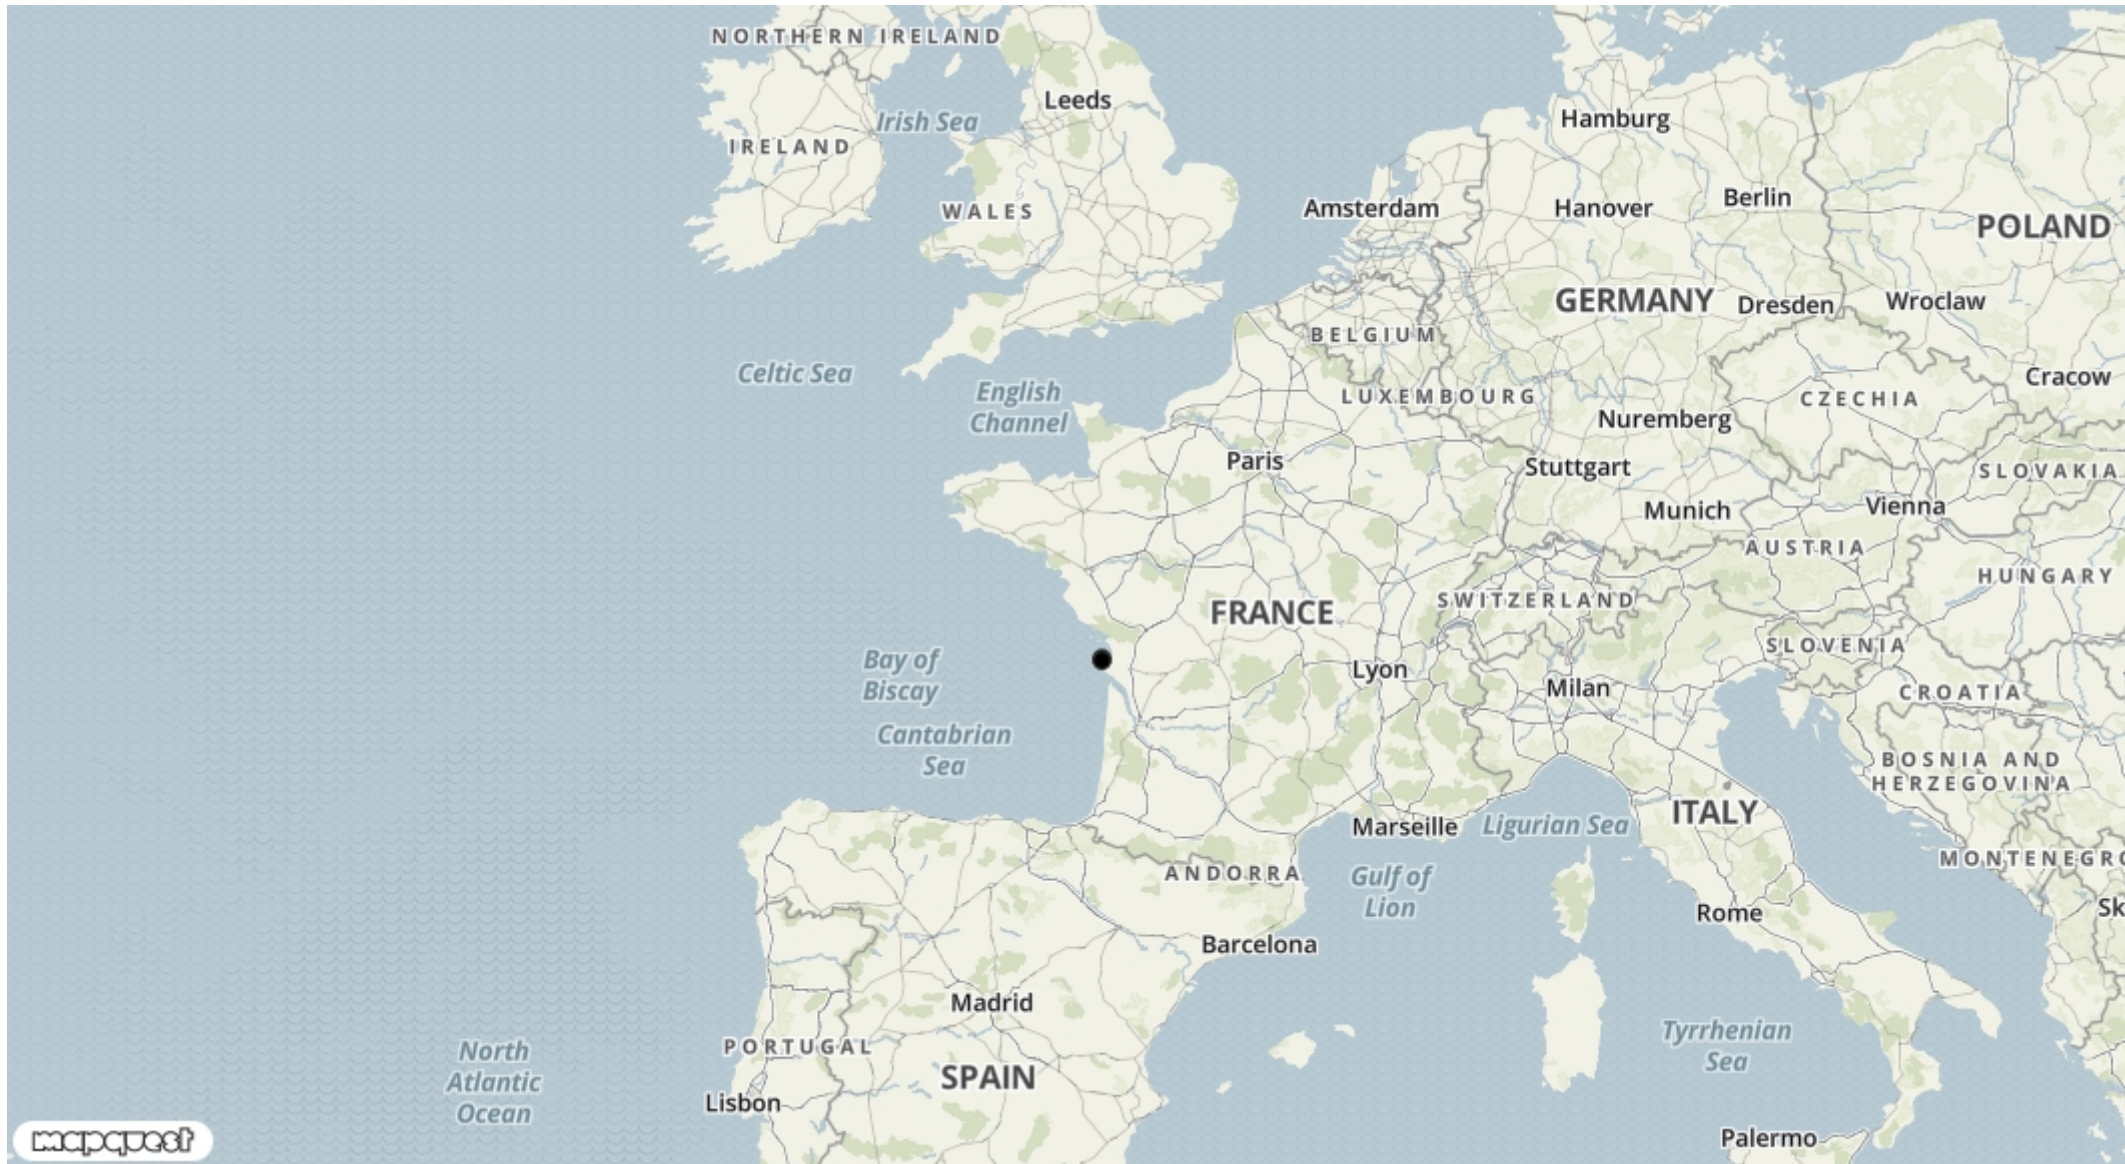 NORTHERN IRELAND
Leeds
Irish Sea
Hamburg
IRELAND
Berlin
Amsterdam
Hanover
WALES
POLAND
GERMANY
Dresden
Wroclaw
BELGIUM
Celtic Sea
Cracow
English
Channel
LUXEMBOURG
CZECHIA
Nuremberg
Paris
Stuttgart
SLOVAKIA
Munich
Vienna
AUSTRIA
HUNGARY
SWITZERLAND
FRANCE
SLOVENIA
Bay of
Biscay
Lyon
Milan
CROATIA
Cantabrian
Sea
BOSNIA AND
HERZEGOVINA
ITALY
Marseille
Ligurian Sea
MONTENEGRO
ANDORRA
Gulf of
Lion
Sk
Rome
Barcelona
Madrid
Tyrrhenian
Sea
PORTUGAL
North
Atlantic
Ocean
SPAIN
Lisbon
Palermo
mapquest